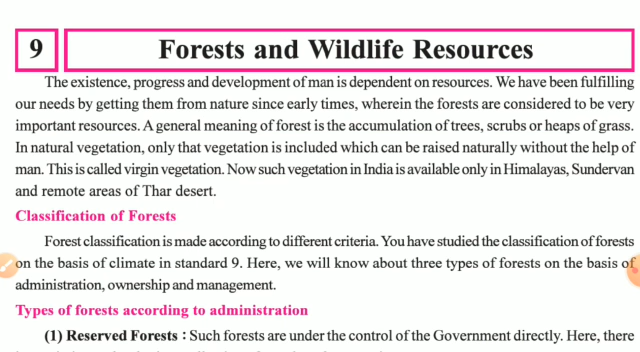 9 Forests and Wildlife Resources
The existence, progress and development of man is dependent on resources. We have been fulfilling
our needs by getting them from nature since early times, wherein the forests are considered to be very
important resources. A general meaning of forest is the accumulation of trees, scrubs or heaps of grass.
In natural vegetation, only that vegetation is included which can be raised naturally without the help of
man. This is called virgin vegetation. Now such vegetation in India is available only in Himalayas, Sundervan
and remote areas of Thar desert.
Classification of Forests
Forest classification is made according to different criteria. You have studied the classification of forests
on the basis of climate in standard 9. Here, we will know about three types of forests on the basis of
administration, ownership and management.
Types of forests according to administration
(1) Reserved Forests : Such forests are under the control of the Government directly. Here, there